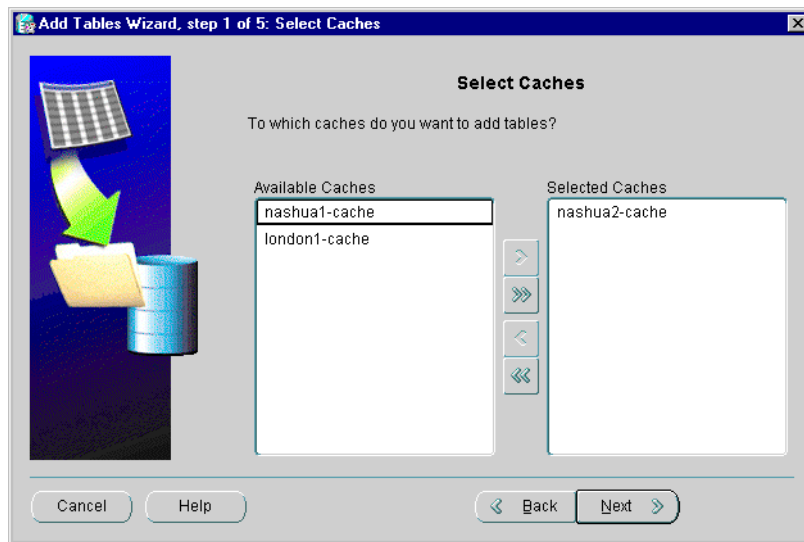 Add Tables Wizard, step 1 of 5: Select Caches
Select Caches
To which caches do you want to add tables?
Available Caches
nashua1-cache
london1-cache
Selected Caches
nashua2-cache
Cancel
Help
Back
Next